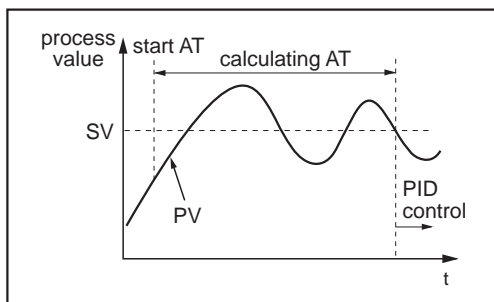 process
value
start AT
calculating AT
SV
PV
PID
control
t